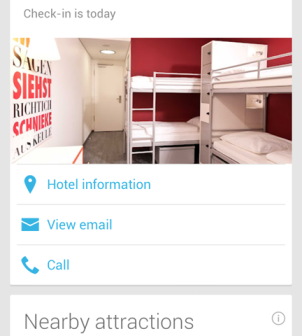 Check-in is today
SAGEN
SIEHST
RICHTICH
SCHNIEKE
AUS KEULE
Hotel information
View email
Call
Nearby attractions